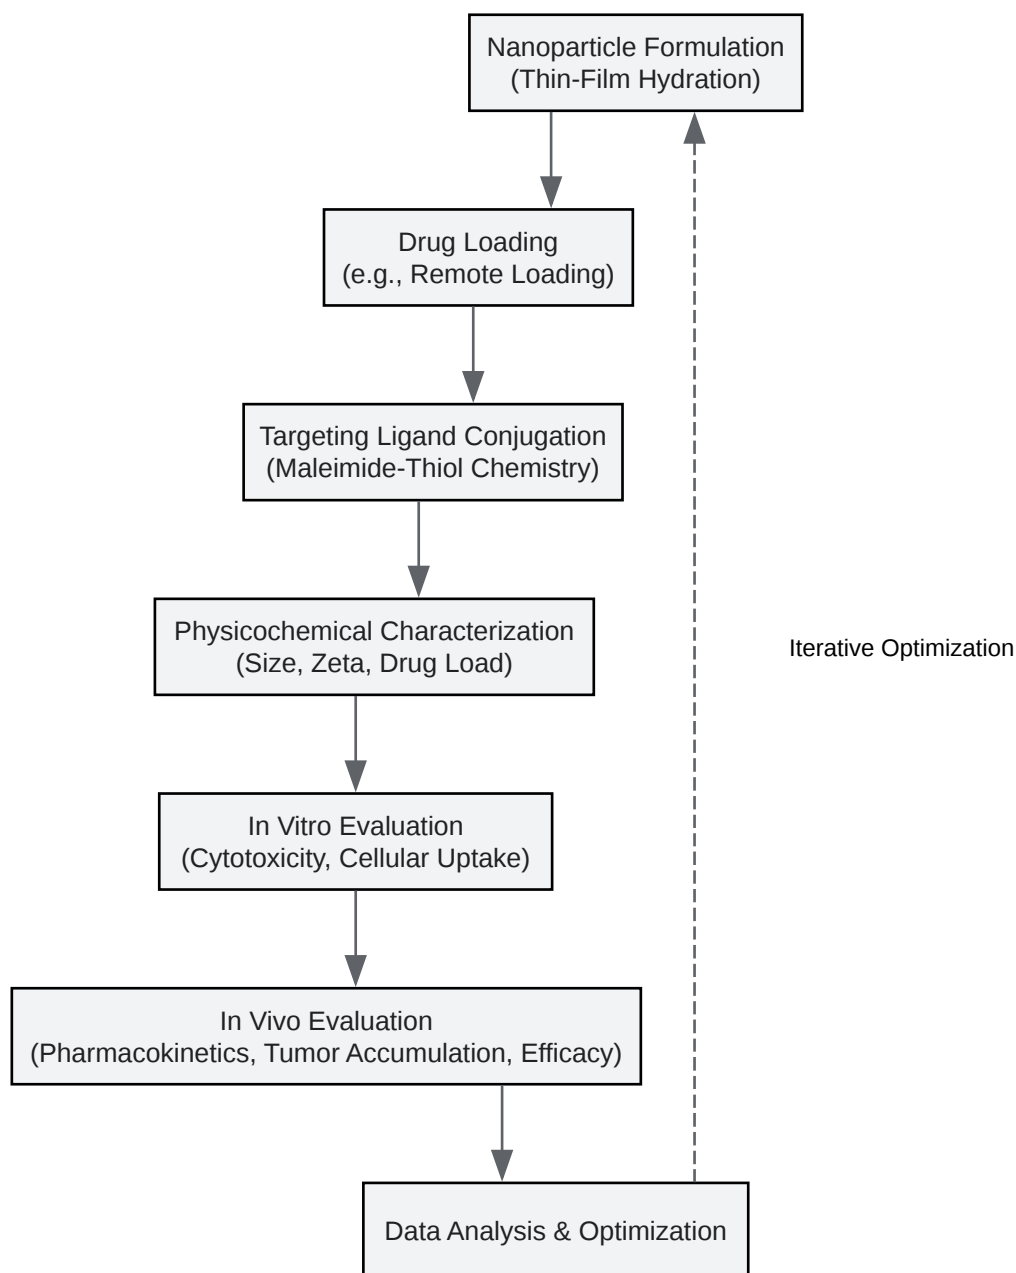 Nanoparticle Formulation
(Thin-Film Hydration)
Drug Loading
(e.g., Remote Loading)
Targeting Ligand Conjugation
(Maleimide-Thiol Chemistry)
Physicochemical Characterization
(Size, Zeta, Drug Load)
Iterative Optimization
In Vitro Evaluation
(Cytotoxicity, Cellular Uptake)
In Vivo Evaluation
(Pharmacokinetics, Tumor Accumulation, Efficacy)
Data Analysis & Optimization